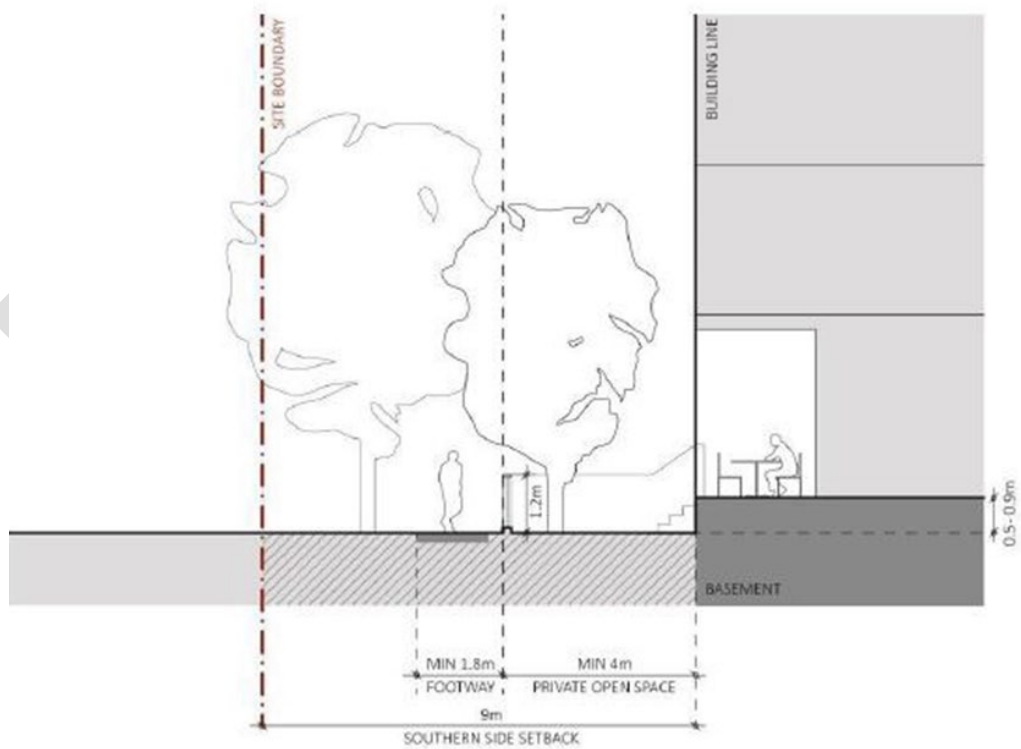 SITE BOUNDARY
BUILDING LINE
1.2m
0.5-0.9m
BASEMENT
MIN 1.8m
MIN 4m
FOOTWAY
PRIVATE OPEN SPACE
9m
SOUTHERN SIDE SETBACK